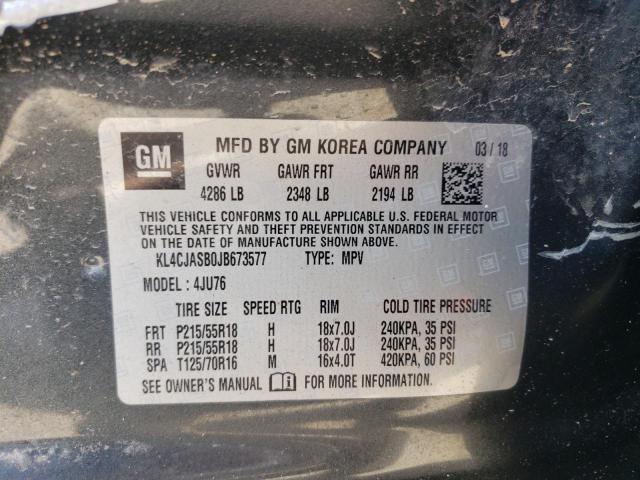 GM MFD BY GM KOREA COMPANY 03 / 18
GVWR GAWR FRT GAWR RR
4286 LB 2348 LB 2194 LB
THIS VEHICLE CONFORMS TO ALL APPLICABLE U.S. FEDERAL MOTOR
VEHICLE SAFETY AND THEFT PREVENTION STANDARDS IN EFFECT
ON THE DATE OF MANUFACTURE SHOWN ABOVE.
KL4CJASB0JB673577 TYPE: MPV
MODEL : 4JU76
TIRE SIZE SPEED RTG RIM COLD TIRE PRESSURE
FRT P215/55R18 H 18x7.0J 240KPA, 35 PSI
RR P215/55R18 H 18x7.0J 240KPA, 35 PSI
SPA T125/70R16 M 16x4.0T 420KPA, 60 PSI
SEE OWNER'S MANUAL FOR MORE INFORMATION.